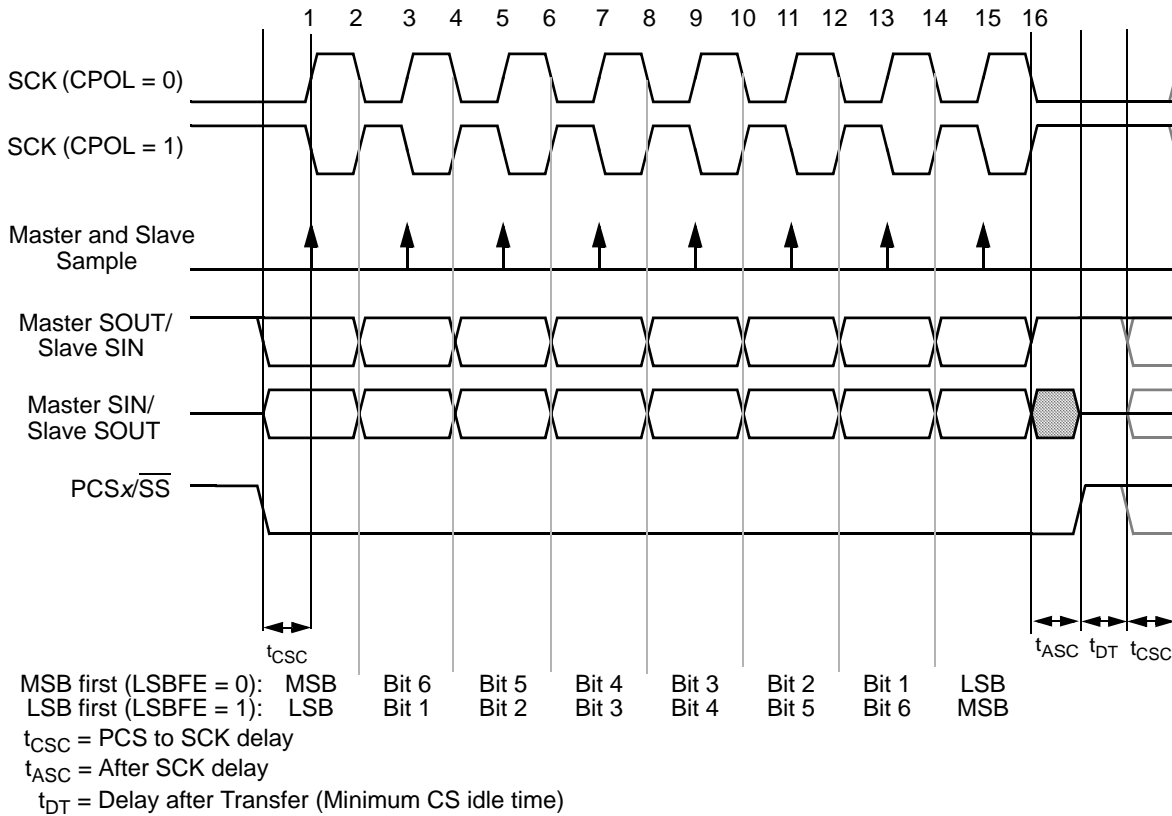 1 2 3 4 5 6 7 8 9 10 11 12 13 14 15 16
SCK (CPOL = 0)
SCK (CPOL = 1)
Master and Slave
Sample
Master SOUT/
Slave SIN
Master SIN/
Slave SOUT
PCSx/SS
tCSC tASC tDT tCSC
MSB first (LSBFE = 0): MSB Bit 6 Bit 5 Bit 4 Bit 3 Bit 2 Bit 1 LSB
LSB first (LSBFE = 1): LSB Bit 1 Bit 2 Bit 3 Bit 4 Bit 5 Bit 6 MSB
tCSC = PCS to SCK delay
tASC = After SCK delay
tDT = Delay after Transfer (Minimum CS idle time)